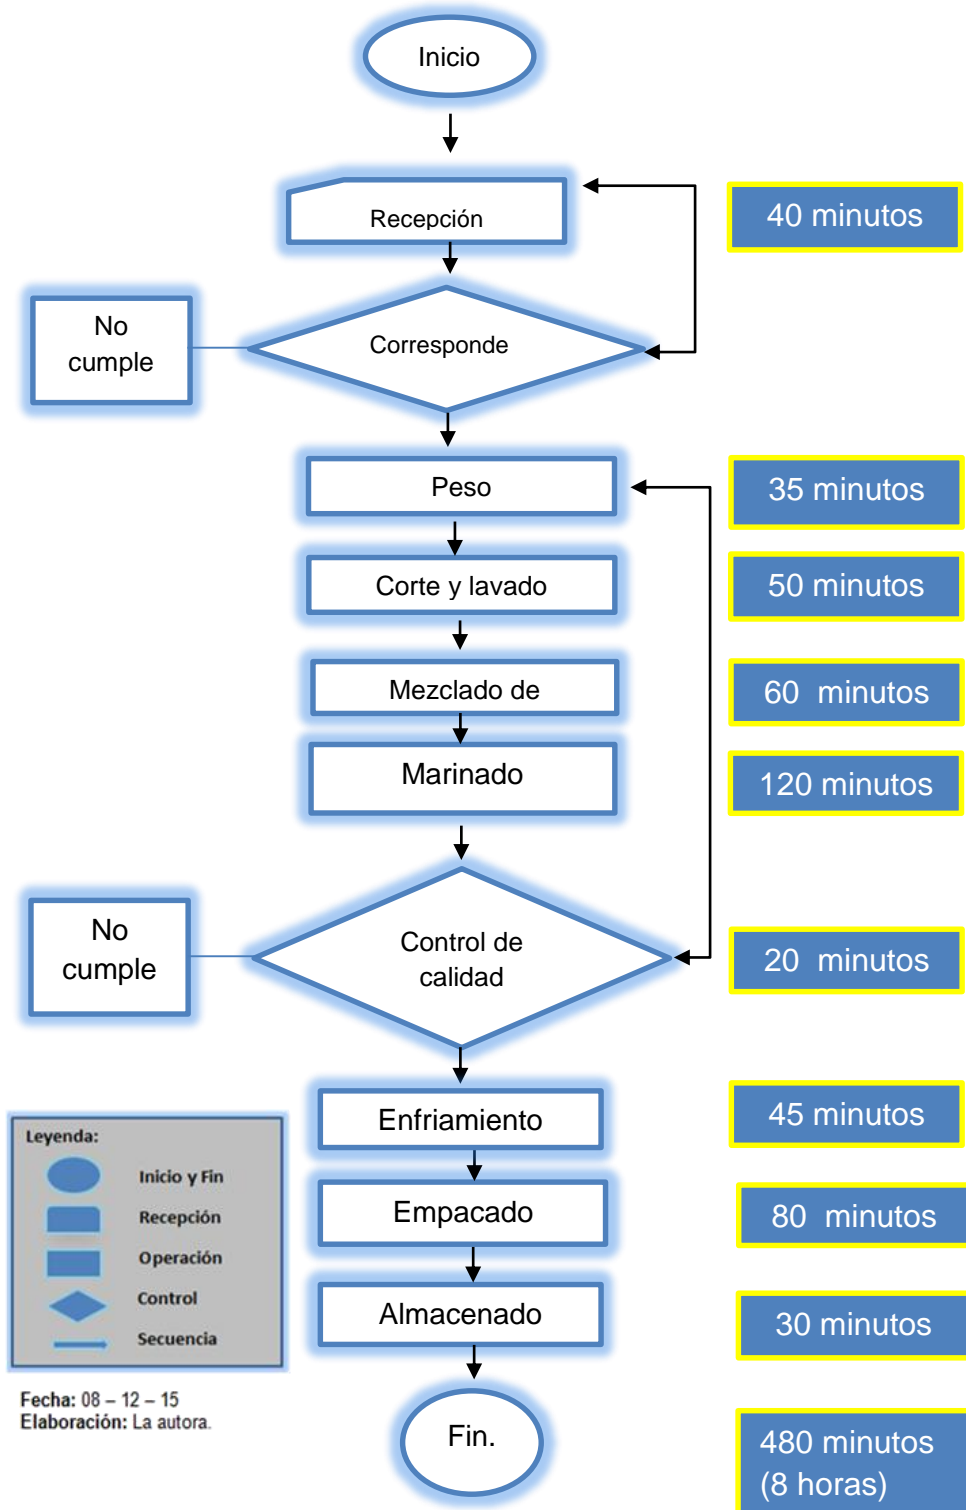 Inicio
Recepción
40 minutos
No
cumple
Corresponde
Peso
35 minutos
Corte y lavado
50 minutos
Mezclado de
60  minutos
Marinado
120 minutos
No
cumple
Control de
calidad
20  minutos
Enfriamiento
45 minutos
Empacado
80  minutos
Almacenado
30 minutos
Fin.
480 minutos
(8 horas)
Leyenda:
Inicio y Fin
Recepción
Operación
Control
Secuencia
Fecha: 08 – 12 – 15
Elaboración: La autora.